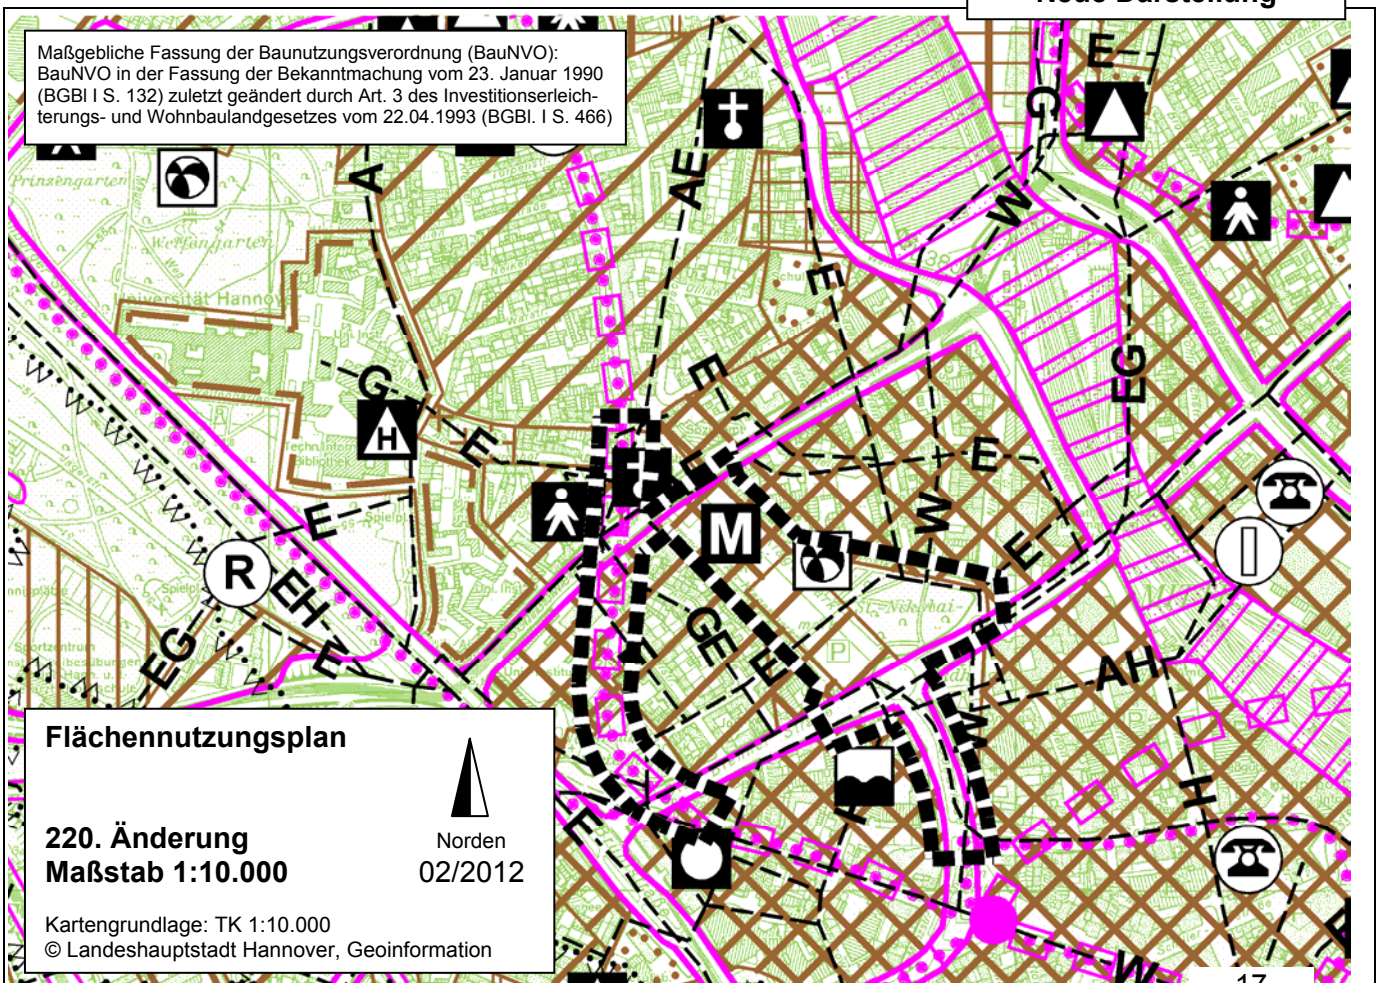 Neue Darstellung
Maßgebliche Fassung der Baunutzungsverordnung (BauNVO):
BauNVO in der Fassung der Bekanntmachung vom 23. Januar 1990
(BGBl I S. 132) zuletzt geändert durch Art. 3 des Investitionserleich-
terungs- und Wohnbaulandgesetzes vom 22.04.1993 (BGBl. I S. 466)
E
G
A
AE
W
Prinzengarten
Welfengarten
Universität Hannover
E
G
E
EG
H
E
E
E
W
M
E
R
EH
EG
E
GE
E
St.-Nikolai-
P
AH
W
H
Sportzentrum
Flächennutzungsplan
220. Änderung
Maßstab 1:10.000
Norden
02/2012
Kartengrundlage: TK 1:10.000
© Landeshauptstadt Hannover, Geoinformation
E
W
17